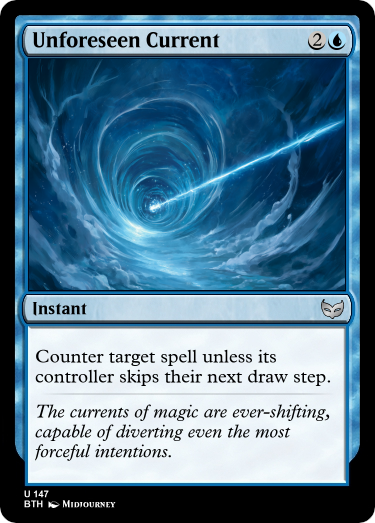 Unforeseen Current 2
Instant
Counter target spell unless its
controller skips their next draw step.
The currents of magic are ever-shifting,
capable of diverting even the most
forceful intentions.
U 147
BTH Midjourney